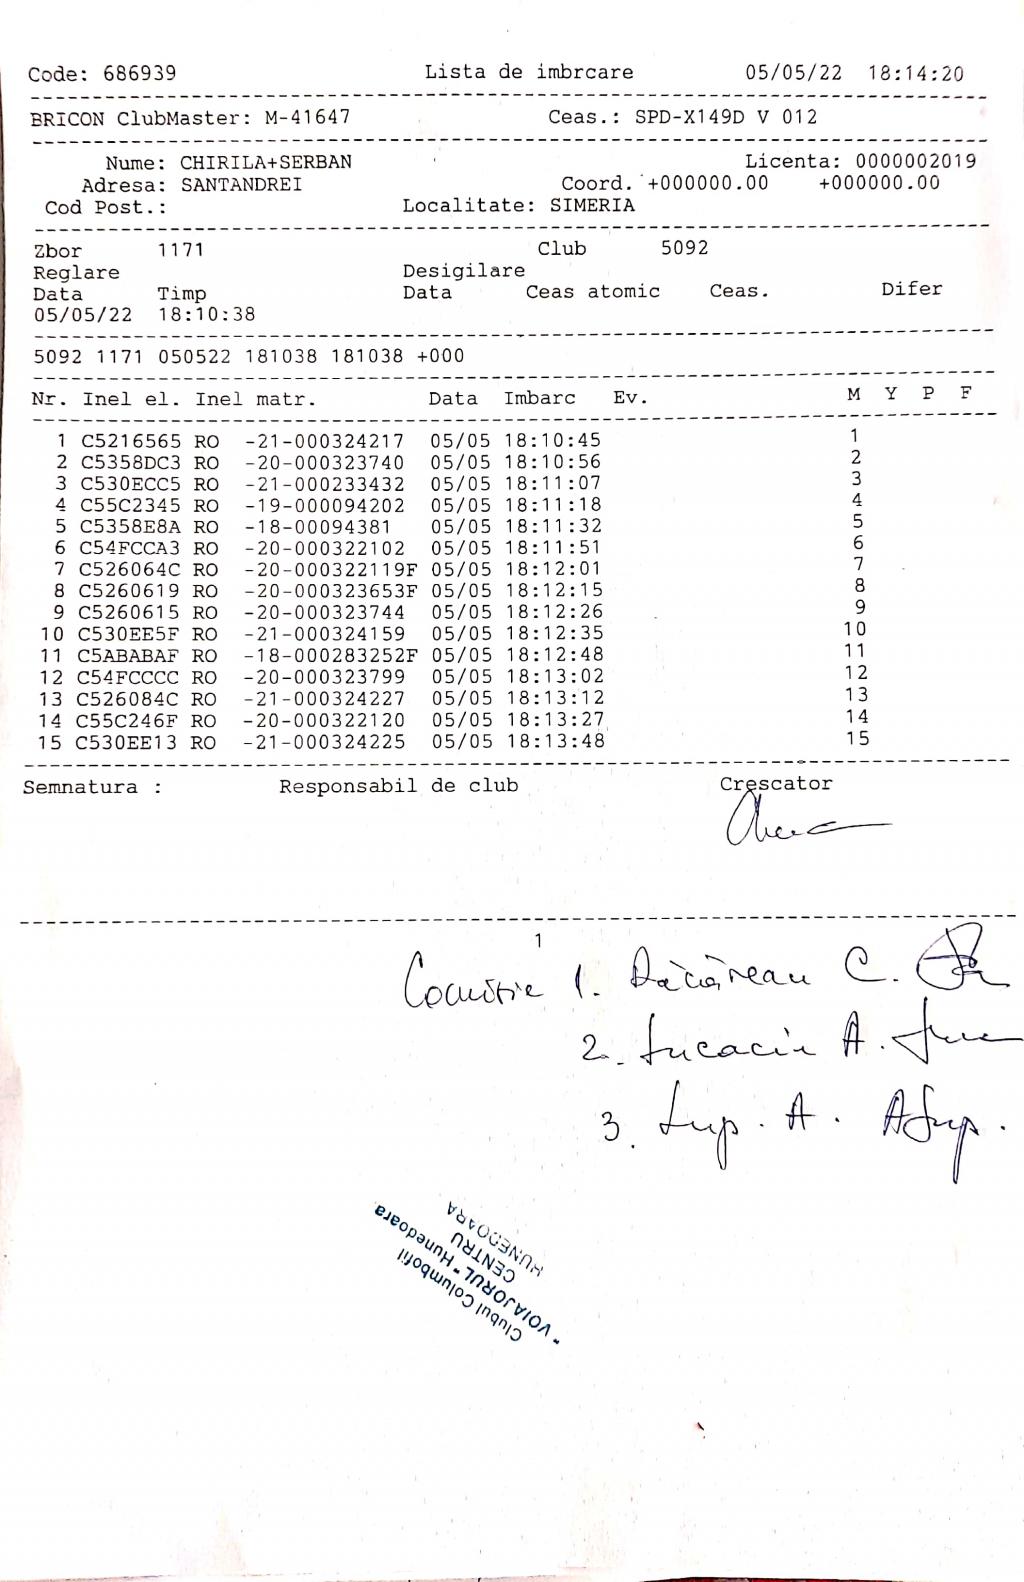 Code: 686939 Lista de imbrcare 05/05/22 18:14:20
BRICON ClubMaster: M-41647 Ceas.: SPD-X149D V 012
Nume: CHIRILA+SERBAN Licenta: 0000002019
Adresa: SANTANDREI Coord. +000000.00 +000000.00
Cod Post.: Localitate: SIMERIA
Zbor 1171 Club 5092
Reglare Desigilare
Data Timp Data Ceas atomic Ceas. Difer
05/05/22 18:10:38
5092 1171 050522 181038 181038 +000
Nr. Inel el. Inel matr. Data Imbarc Ev. M Y P F
1 C5216565 RO -21-000324217 05/05 18:10:45 1
2 C5358DC3 RO -20-000323740 05/05 18:10:56 2
3 C530ECC5 RO -21-000233432 05/05 18:11:07 3
4 C55C2345 RO -19-000094202 05/05 18:11:18 4
5 C5358E8A RO -18-00094381 05/05 18:11:32 5
6 C54FCCA3 RO -20-000322102 05/05 18:11:51 6
7 C526064C RO -20-000322119F 05/05 18:12:01 7
8 C5260619 RO -20-000323653F 05/05 18:12:15 8
9 C5260615 RO -20-000323744 05/05 18:12:26 9
10 C530EE5F RO -21-000324159 05/05 18:12:35 10
11 C5ABABAF RO -18-000283252F 05/05 18:12:48 11
12 C54FCCCC RO -20-000323799 05/05 18:13:02 12
13 C526084C RO -21-000324227 05/05 18:13:12 13
14 C55C246F RO -20-000322120 05/05 18:13:27 14
15 C530EE13 RO -21-000324225 05/05 18:13:48 15
Semnatura : Responsabil de club Crescator
1
1. C.
2. Lucaciu A.
3. Lup. A. ALup.
Clubul Columbofil
"VOIAJORUL" Hunedoara
CENTRU
HUNEDOARA